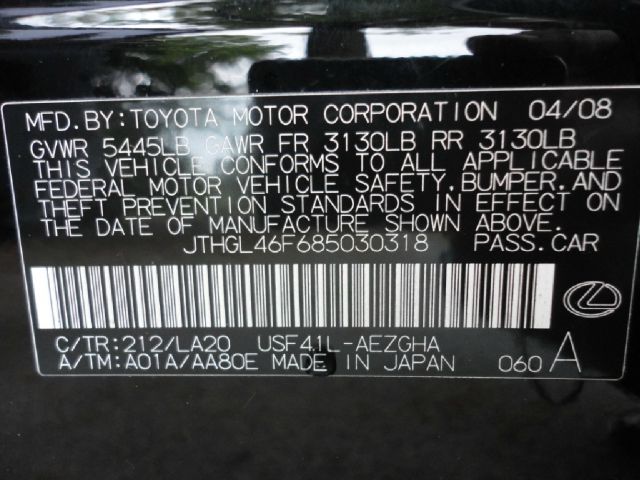 MFD.BY:TOYOTA MOTOR CORPORATION 04/08
GVWR 5445LB GAWR FR 3130LB RR 3130LB
THIS VEHICLE CONFORMS TO ALL APPLICABLE
FEDERAL MOTOR VEHICLE SAFETY,BUMPER,AND
THEFT PREVENTION STANDARDS IN EFFECT ON
THE DATE OF MANUFACTURE SHOWN ABOVE.
JTHGL46F685030318 PASS.CAR
C/TR:212/LA20 USF41L-AEZGHA
A/TM:A01A/AA80E MADE IN JAPAN 060 A